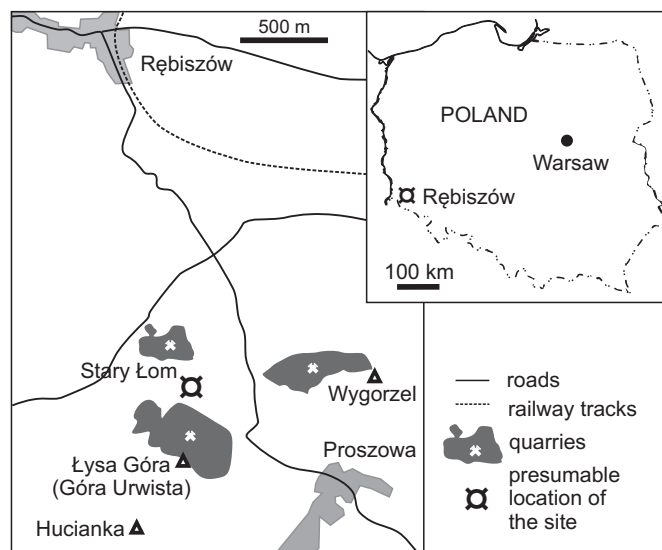 500 m
Rębiszów
Stary Łom
Wygorzel
Łysa Góra
(Góra Urwista)
Proszowa
Hucianka
POLAND
Warsaw
Rębiszów
100 km
roads
railway tracks
quarries
presumable
location of
the site